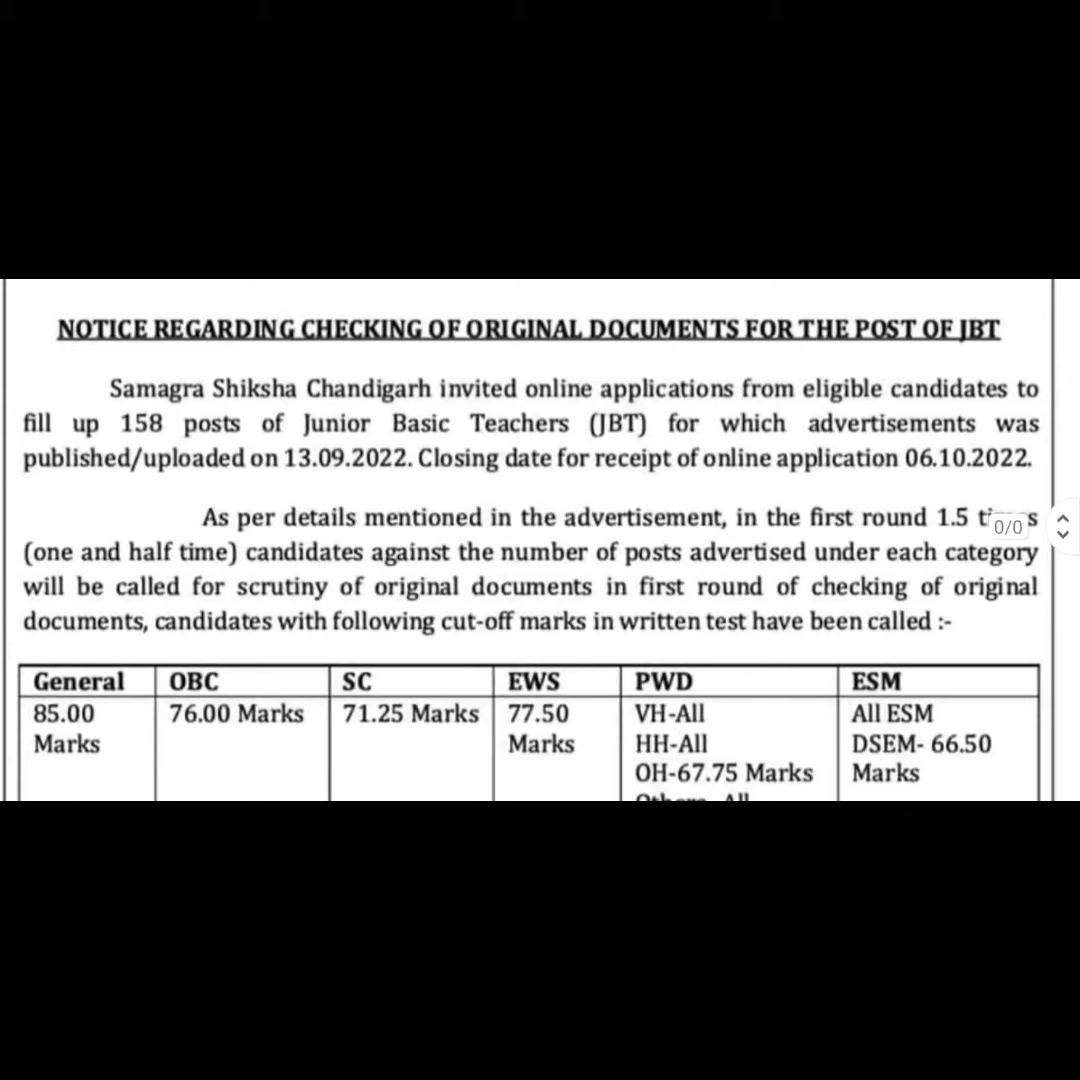 NOTICE REGARDING CHECKING OF ORIGINAL DOCUMENTS FOR THE POST OF JBT
Samagra Shiksha Chandigarh invited online applications from eligible candidates to
fill up 158 posts of Junior Basic Teachers (JBT) for which advertisements was
published/uploaded on 13.09.2022. Closing date for receipt of online application 06.10.2022.
As per details mentioned in the advertisement, in the first round 1.5
0/0
(one and half time) candidates against the number of posts advertised under each category
will be called for scrutiny of original documents in first round of checking of original
documents, candidates with following cut-off marks in written test have been called :-
General OBC SC EWS PWD ESM
85.00 76.00 Marks 71.25 Marks 77.50 VH-All All ESM
Marks Marks HH-All DSEM- 66.50
OH-67.75 Marks Marks